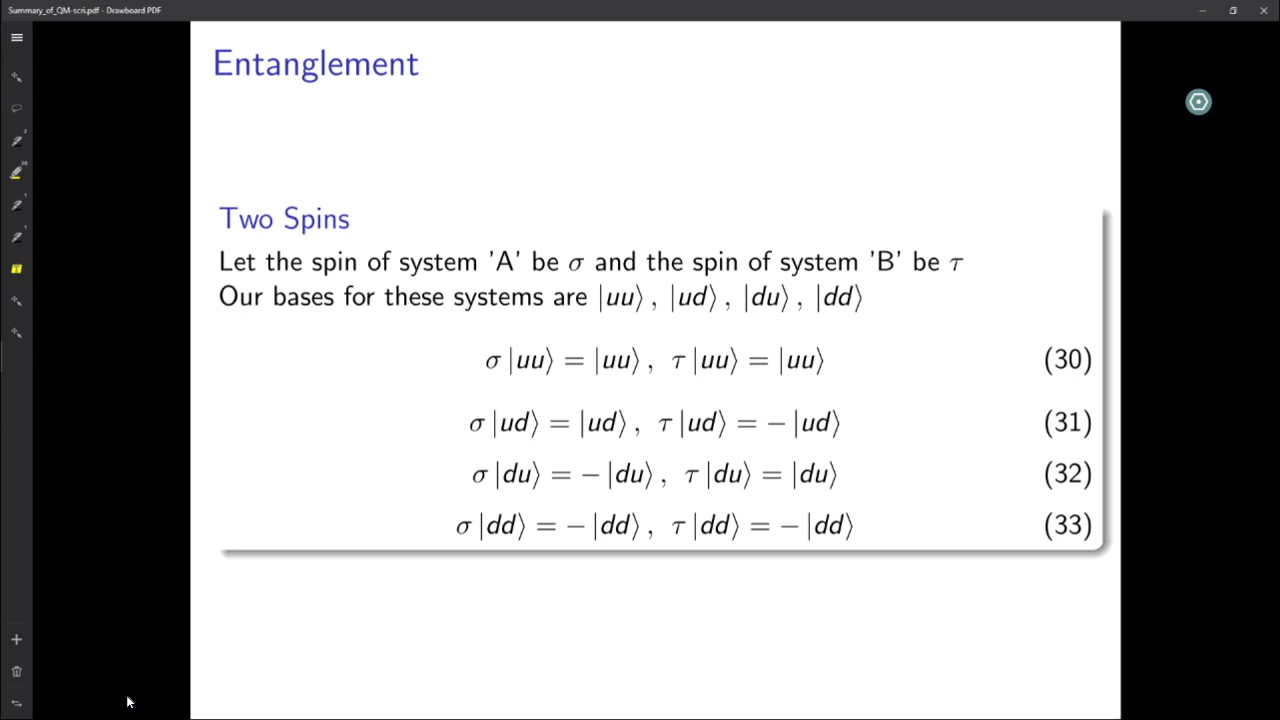 Summary_of_QM-scri.pdf - Drawboard PDF
Entanglement
Two Spins
Let the spin of system 'A' be σ and the spin of system 'B' be τ
Our bases for these systems are |uu⟩ , |ud⟩ , |du⟩ , |dd⟩
σ |uu⟩ = |uu⟩ , τ |uu⟩ = |uu⟩ (30)
σ |ud⟩ = |ud⟩ , τ |ud⟩ = − |ud⟩ (31)
σ |du⟩ = − |du⟩ , τ |du⟩ = |du⟩ (32)
σ |dd⟩ = − |dd⟩ , τ |dd⟩ = − |dd⟩ (33)